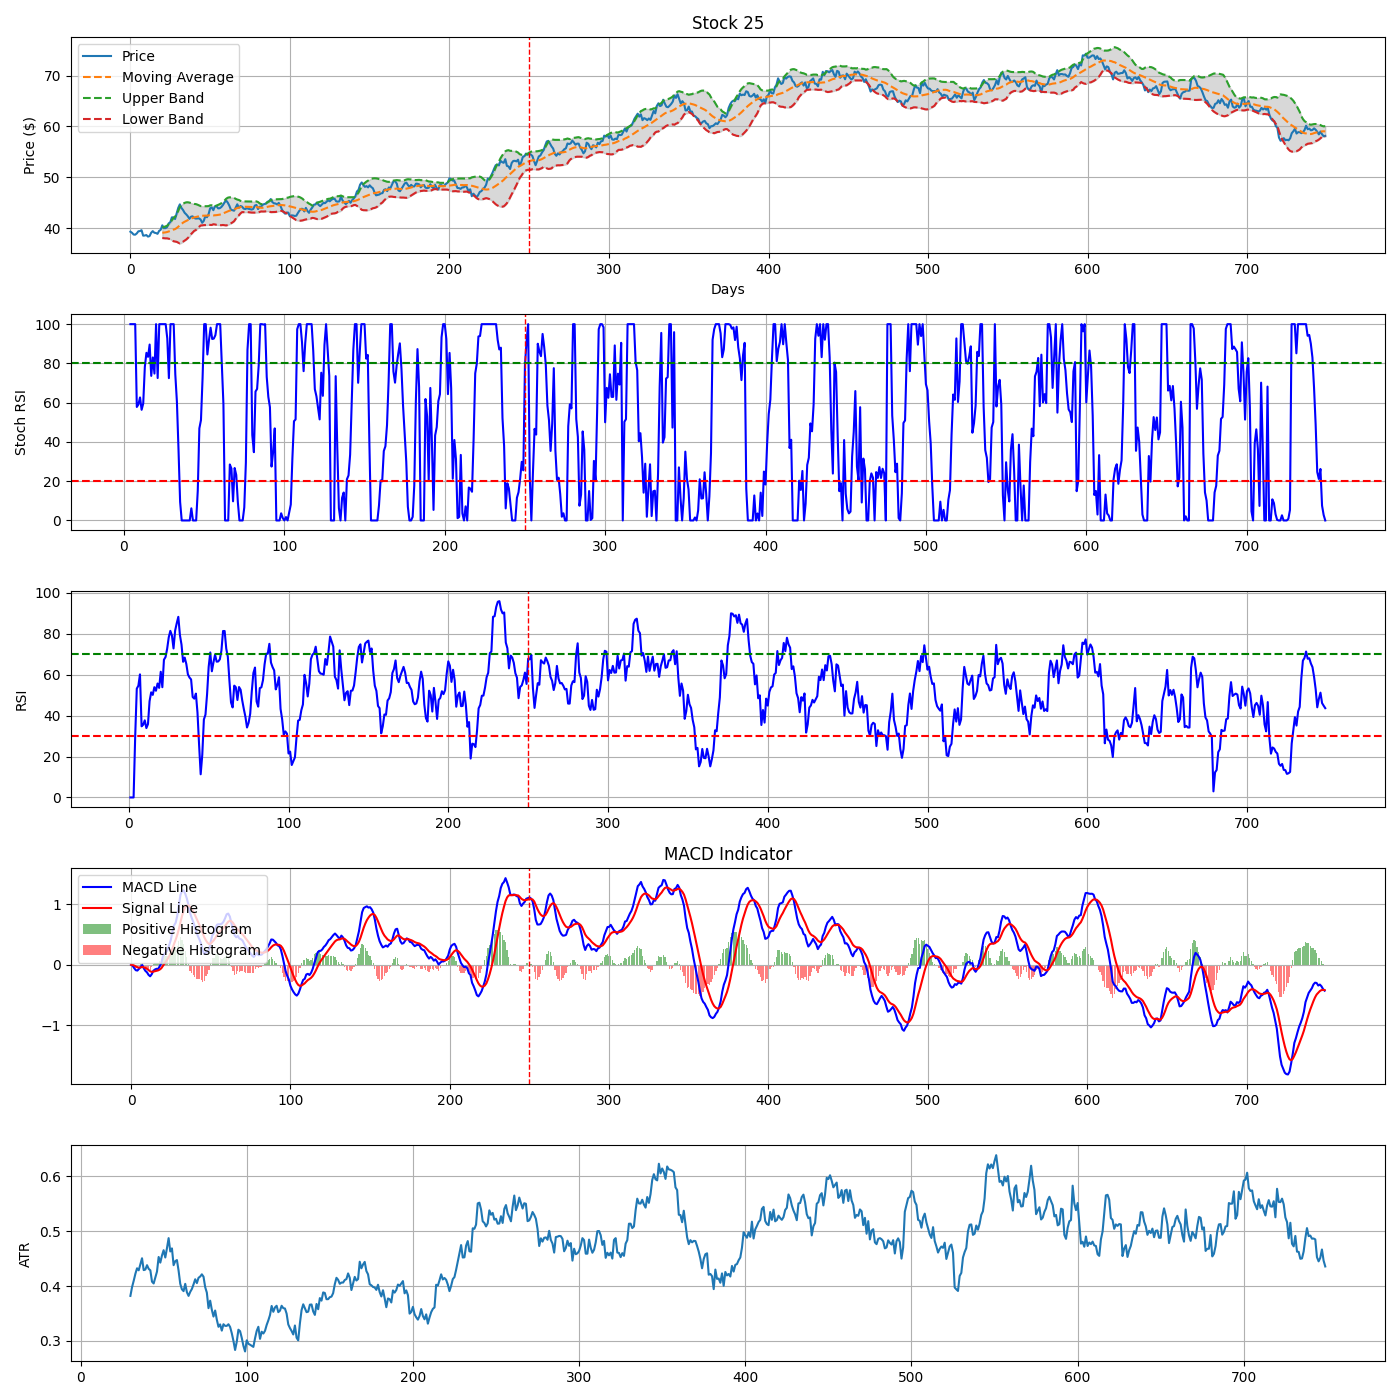 Stock 25
Price
Moving Average
Upper Band
Lower Band
Price ($)
70
60
50
40
0 100 200 300 400 500 600 700
Days
Stoch RSI
100
80
60
40
20
0
0 100 200 300 400 500 600 700
RSI
100
80
60
40
20
0
0 100 200 300 400 500 600 700
MACD Indicator
MACD Line
Signal Line
Positive Histogram
Negative Histogram
1
0
−1
0 100 200 300 400 500 600 700
ATR
0.6
0.5
0.4
0.3
0 100 200 300 400 500 600 700